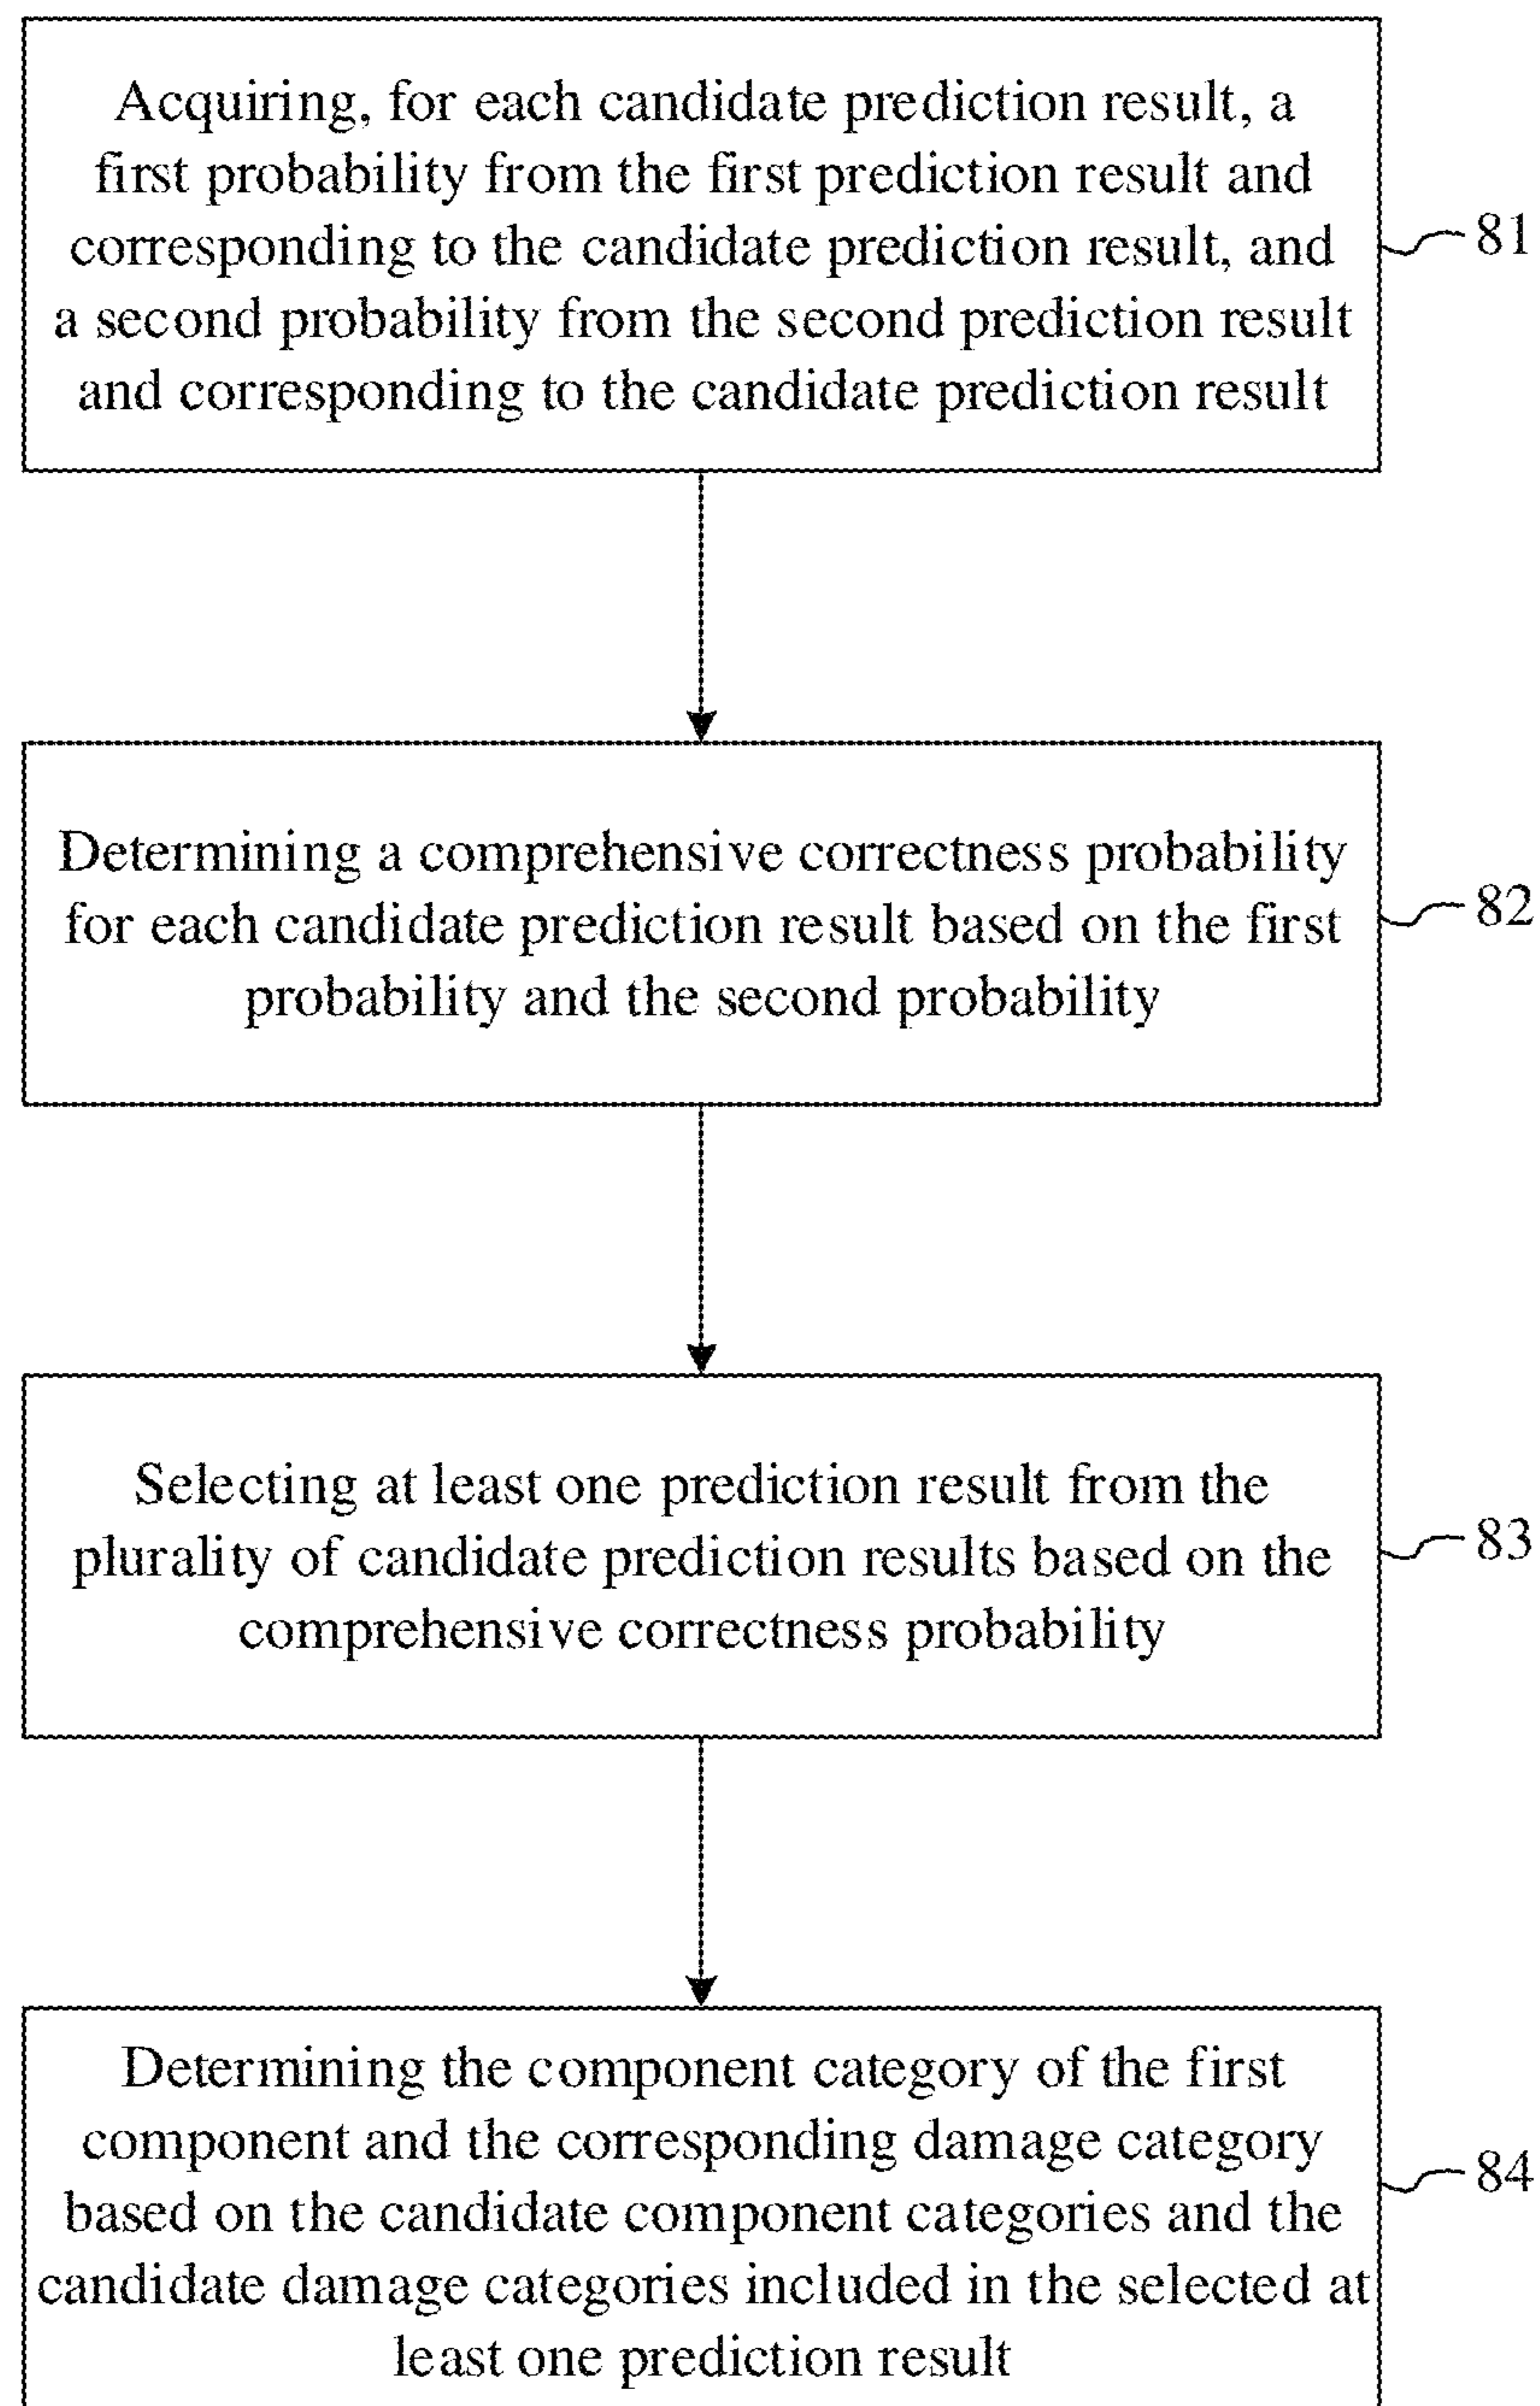 Acquiring, for each candidate prediction result, a
first probability from the first prediction result and
corresponding to the candidate prediction result, and
a second probability from the second prediction result
and corresponding to the candidate prediction result
81
Determining a comprehensive correctness probability
for each candidate prediction result based on the first
probability and the second probability
82
Selecting at least one prediction result from the
plurality of candidate prediction results based on the
comprehensive correctness probability
83
Determining the component category of the first
component and the corresponding damage category
based on the candidate component categories and the
candidate damage categories included in the selected at
least one prediction result
84